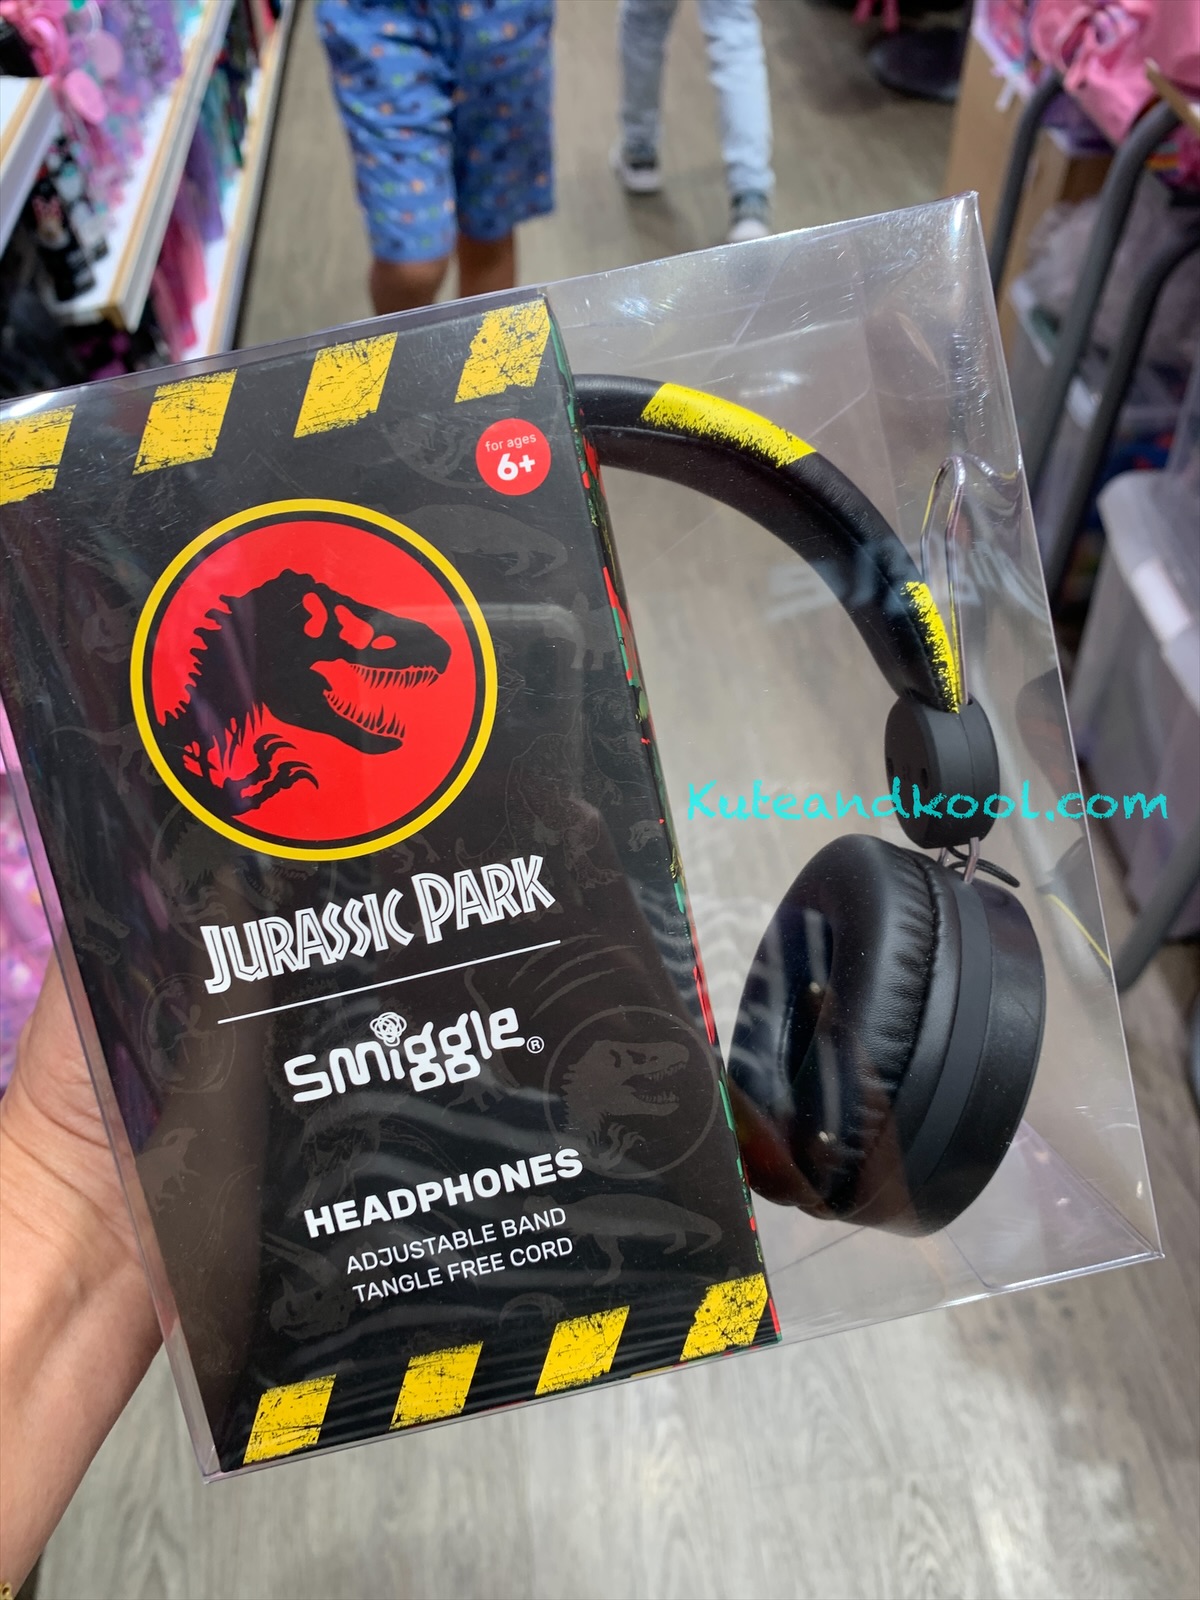 for ages
6+
JURASSIC PARK
smiggle®
Kuteandkool.com
HEADPHONES
ADJUSTABLE BAND
TANGLE FREE CORD